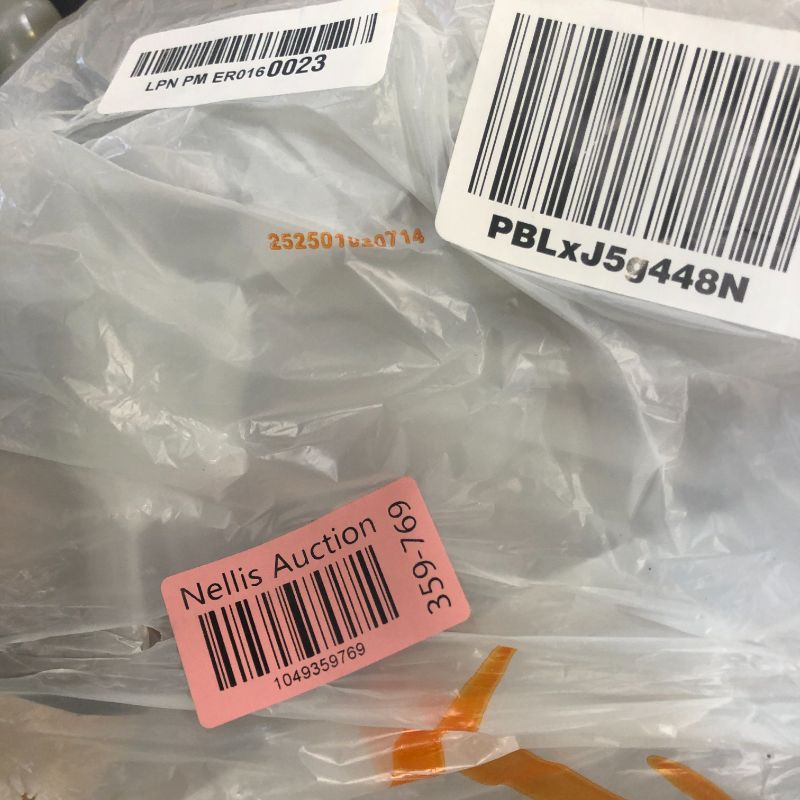 LPN PM ER0160023
PBLxJ5g448N
Nellis Auction
359-769
1049359769